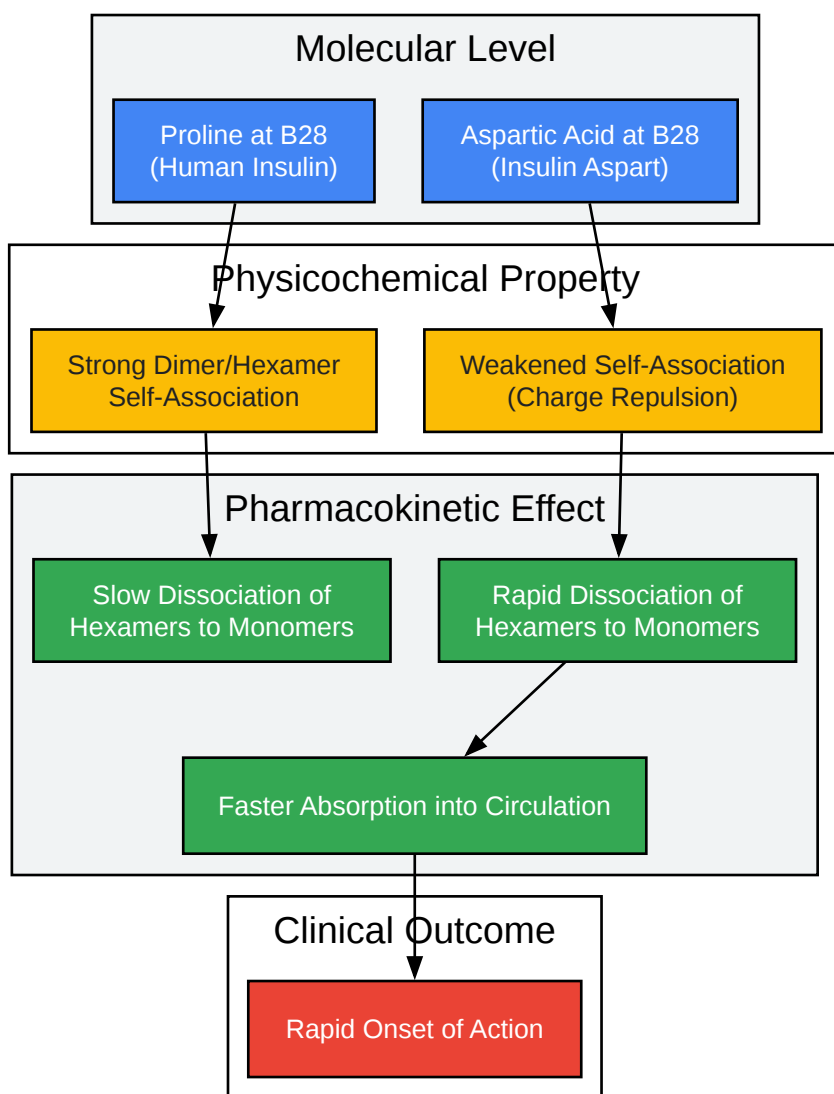 Molecular Level
Proline at B28
(Human Insulin)
Aspartic Acid at B28
(Insulin Aspart)
Physicochemical Property
Strong Dimer/Hexamer
Self-Association
Weakened Self-Association
(Charge Repulsion)
Pharmacokinetic Effect
Slow Dissociation of
Hexamers to Monomers
Rapid Dissociation of
Hexamers to Monomers
Faster Absorption into Circulation
Clinical Outcome
Rapid Onset of Action